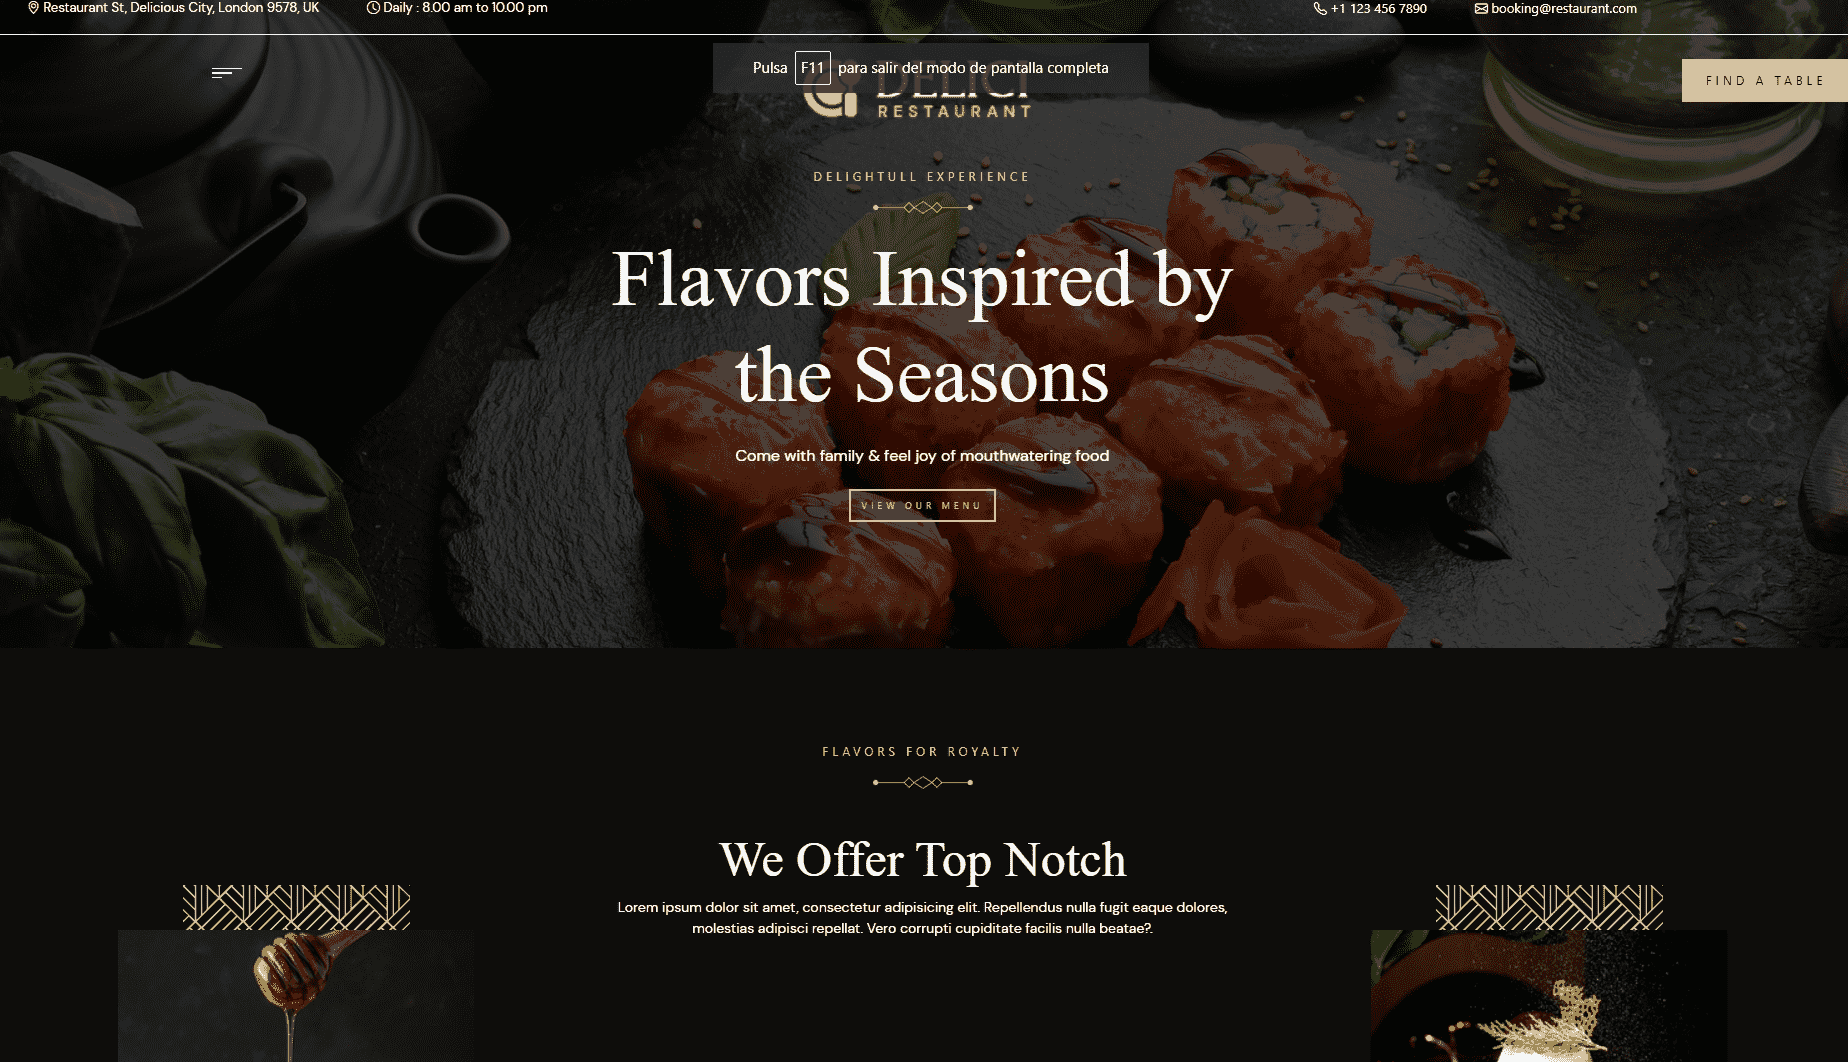 Restaurant St, Delicious City, London 9578, UK
Daily : 8.00 am to 10.00 pm
+1 123 456 7890
booking@restaurant.com
Pulsa F11 para salir del modo de pantalla completa
DELICI
RESTAURANT
FIND A TABLE
DELIGHTULL EXPERIENCE
Flavors Inspired by
the Seasons
Come with family & feel joy of mouthwatering food
VIEW OUR MENU
FLAVORS FOR ROYALTY
We Offer Top Notch
Lorem ipsum dolor sit amet, consectetur adipisicing elit. Repellendus nulla fugit eaque dolores,
molestias adipisci repellat. Vero corrupti cupiditate facilis nulla beatae?.